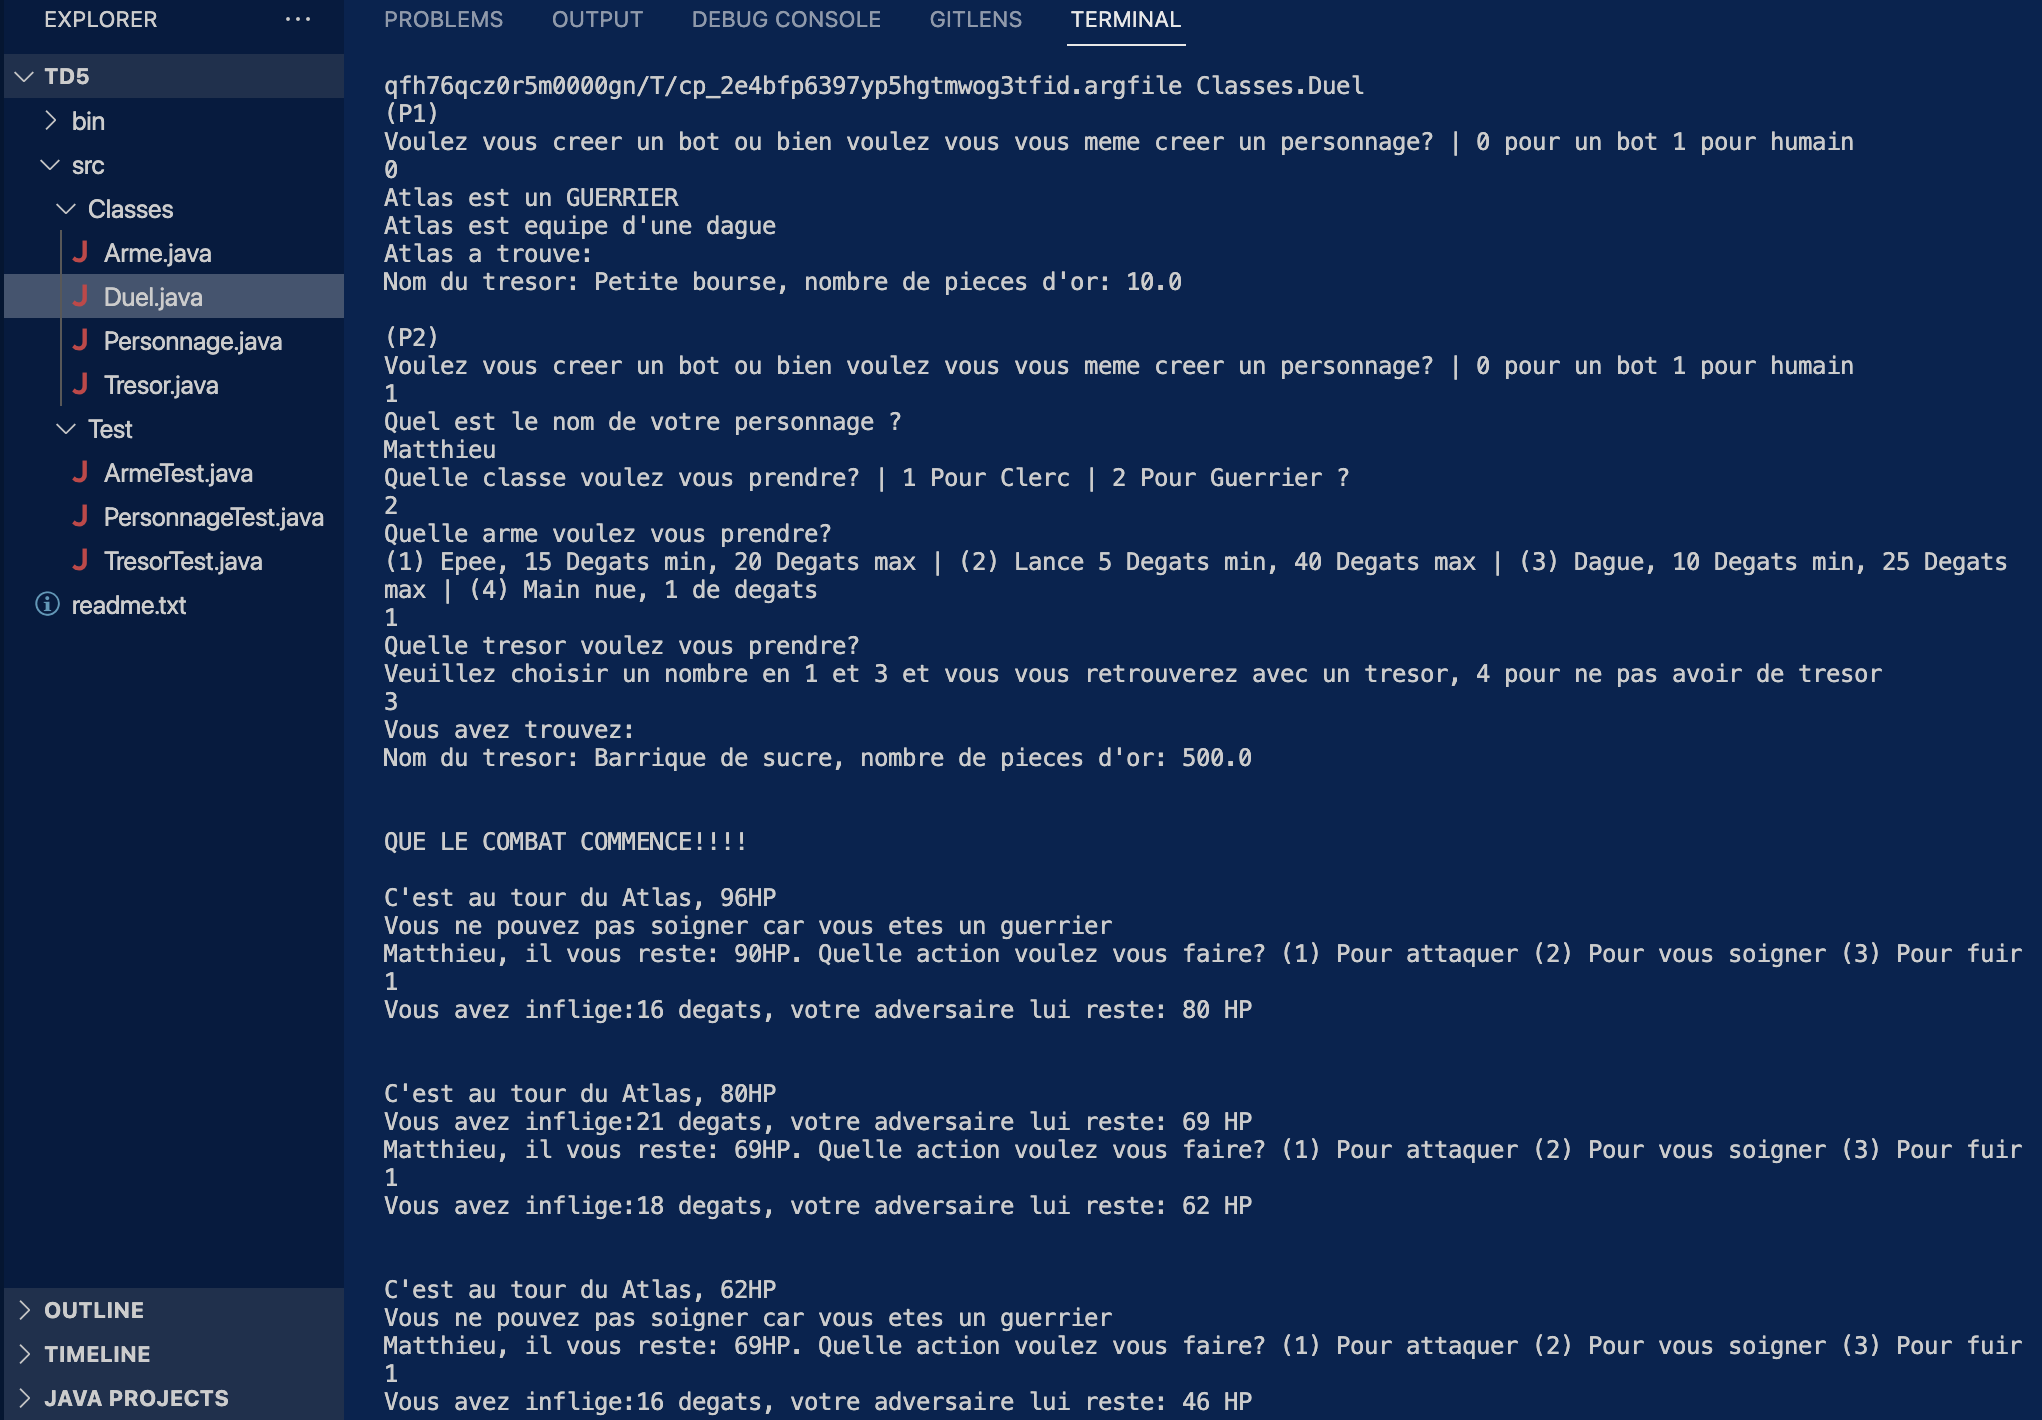 EXPLORER
TD5
bin
src
Classes
Arme.java
Duel.java
Personnage.java
Tresor.java
Test
ArmeTest.java
PersonnageTest.java
TresorTest.java
readme.txt
OUTLINE
TIMELINE
JAVA PROJECTS
PROBLEMS OUTPUT DEBUG CONSOLE GITLENS TERMINAL
qfh76qcz0r5m0000gn/T/cp_2e4bfp6397yp5hgtmwog3tfid.argfile Classes.Duel
(P1)
Voulez vous creer un bot ou bien voulez vous vous meme creer un personnage? | 0 pour un bot 1 pour humain
0
Atlas est un GUERRIER
Atlas est equipe d'une dague
Atlas a trouve:
Nom du tresor: Petite bourse, nombre de pieces d'or: 10.0
(P2)
Voulez vous creer un bot ou bien voulez vous vous meme creer un personnage? | 0 pour un bot 1 pour humain
1
Quel est le nom de votre personnage ?
Matthieu
Quelle classe voulez vous prendre? | 1 Pour Clerc | 2 Pour Guerrier ?
2
Quelle arme voulez vous prendre?
(1) Epee, 15 Degats min, 20 Degats max | (2) Lance 5 Degats min, 40 Degats max | (3) Dague, 10 Degats min, 25 Degats
max | (4) Main nue, 1 de degats
1
Quelle tresor voulez vous prendre?
Veuillez choisir un nombre en 1 et 3 et vous vous retrouverez avec un tresor, 4 pour ne pas avoir de tresor
3
Vous avez trouvez:
Nom du tresor: Barrique de sucre, nombre de pieces d'or: 500.0
QUE LE COMBAT COMMENCE!!!!
C'est au tour du Atlas, 96HP
Vous ne pouvez pas soigner car vous etes un guerrier
Matthieu, il vous reste: 90HP. Quelle action voulez vous faire? (1) Pour attaquer (2) Pour vous soigner (3) Pour fuir
1
Vous avez inflige:16 degats, votre adversaire lui reste: 80 HP
C'est au tour du Atlas, 80HP
Vous avez inflige:21 degats, votre adversaire lui reste: 69 HP
Matthieu, il vous reste: 69HP. Quelle action voulez vous faire? (1) Pour attaquer (2) Pour vous soigner (3) Pour fuir
1
Vous avez inflige:18 degats, votre adversaire lui reste: 62 HP
C'est au tour du Atlas, 62HP
Vous ne pouvez pas soigner car vous etes un guerrier
Matthieu, il vous reste: 69HP. Quelle action voulez vous faire? (1) Pour attaquer (2) Pour vous soigner (3) Pour fuir
1
Vous avez inflige:16 degats, votre adversaire lui reste: 46 HP